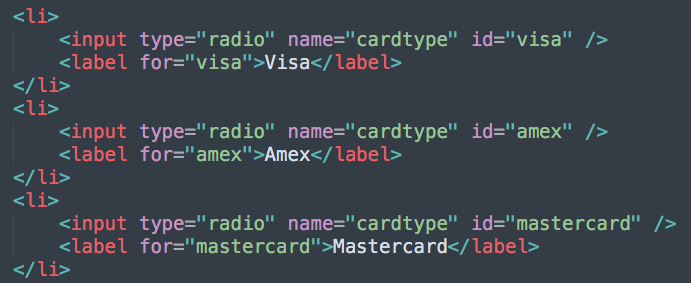 <li>
    <input type="radio" name="cardtype" id="visa" />
    <label for="visa">Visa</label>
</li>
<li>
    <input type="radio" name="cardtype" id="amex" />
    <label for="amex">Amex</label>
</li>
<li>
    <input type="radio" name="cardtype" id="mastercard" />
    <label for="mastercard">Mastercard</label>
</li>